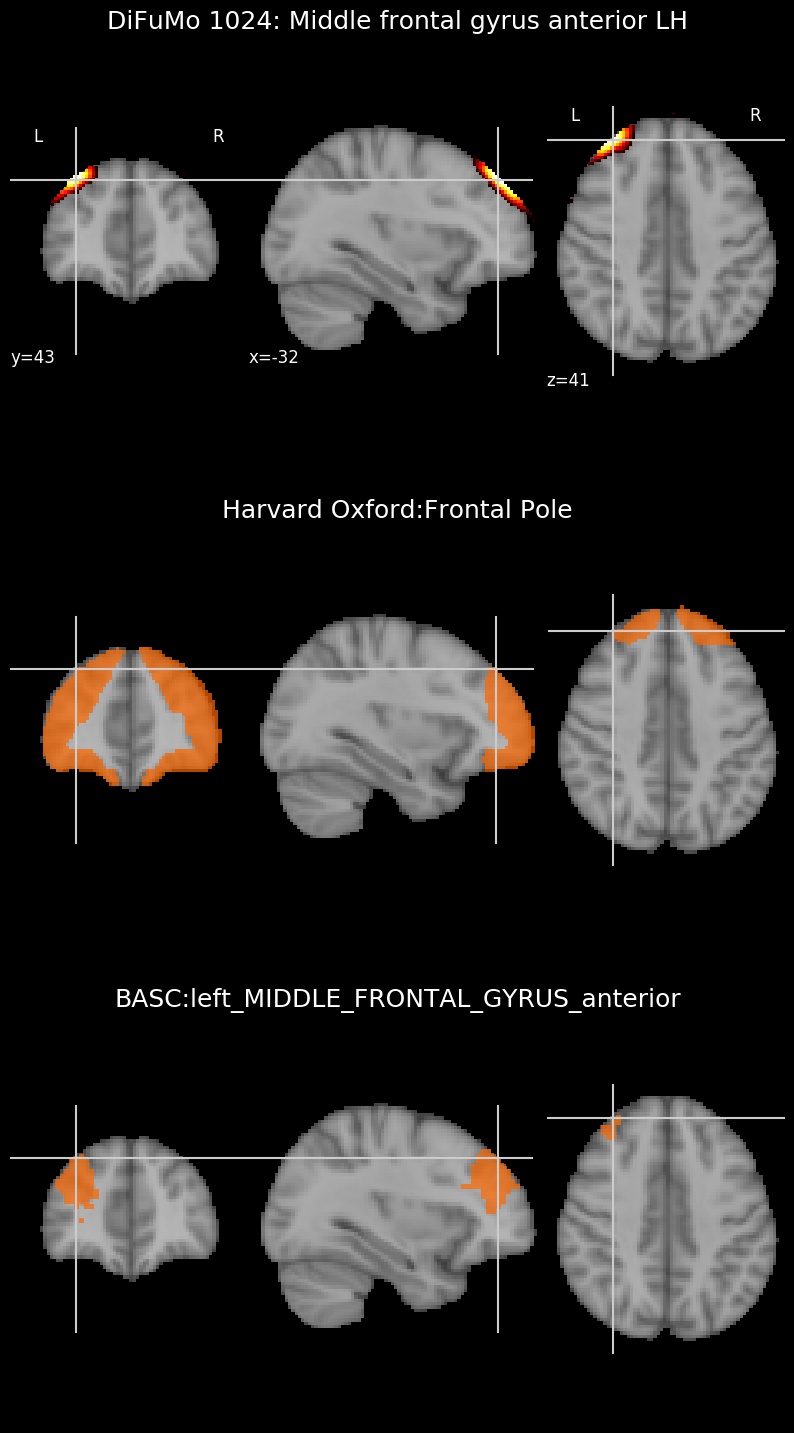 DiFuMo 1024: Middle frontal gyrus anterior LH
L R
L R
y=43
x=-32
z=41
Harvard Oxford:Frontal Pole
BASC:left_MIDDLE_FRONTAL_GYRUS_anterior